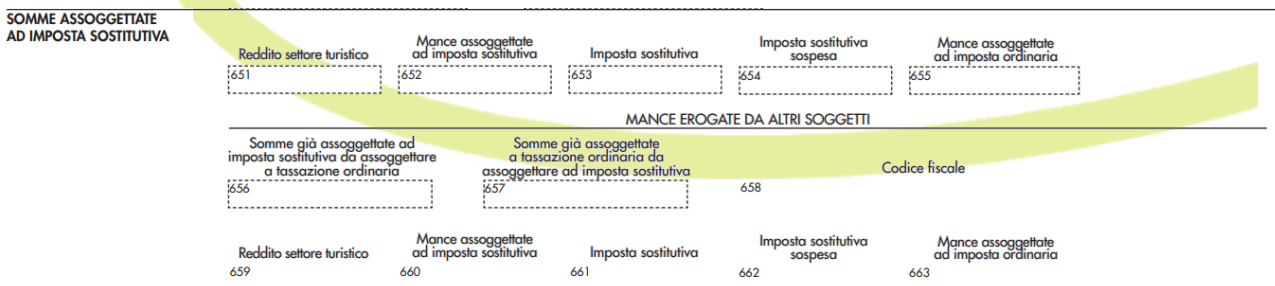 SOMME ASSOGGETTATE
AD IMPOSTA SOSTITUTIVA
Reddito settore turistico
651
Mance assoggettate
ad imposta sostitutiva
652
Imposta sostitutiva
653
Imposta sostitutiva
sospesa
654
Mance assoggettate
ad imposta ordinaria
655
MANCE EROGATE DA ALTRI SOGGETTI
Somme già assoggettate ad
imposta sostitutiva da assoggettare
a tassazione ordinaria
656
Somme già assoggettate
a tassazione ordinaria da
assoggettare ad imposta sostitutiva
657
Codice fiscale
658
Reddito settore turistico
659
Mance assoggettate
ad imposta sostitutiva
660
Imposta sostitutiva
661
Imposta sostitutiva
sospesa
662
Mance assoggettate
ad imposta ordinaria
663